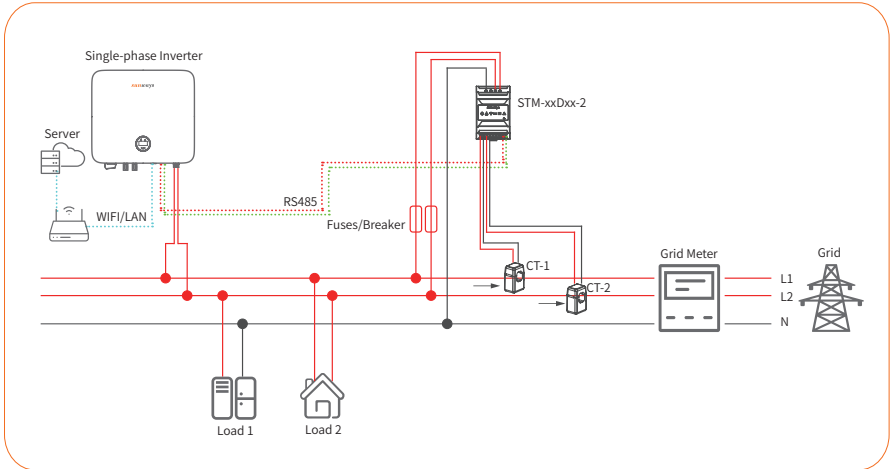 Single-phase Inverter
STM-xxDxx-2
Server
RS485
WIFI/LAN
Fuses/Breaker
Grid Meter
Grid
CT-1
L1
CT-2
L2
N
Load 1
Load 2